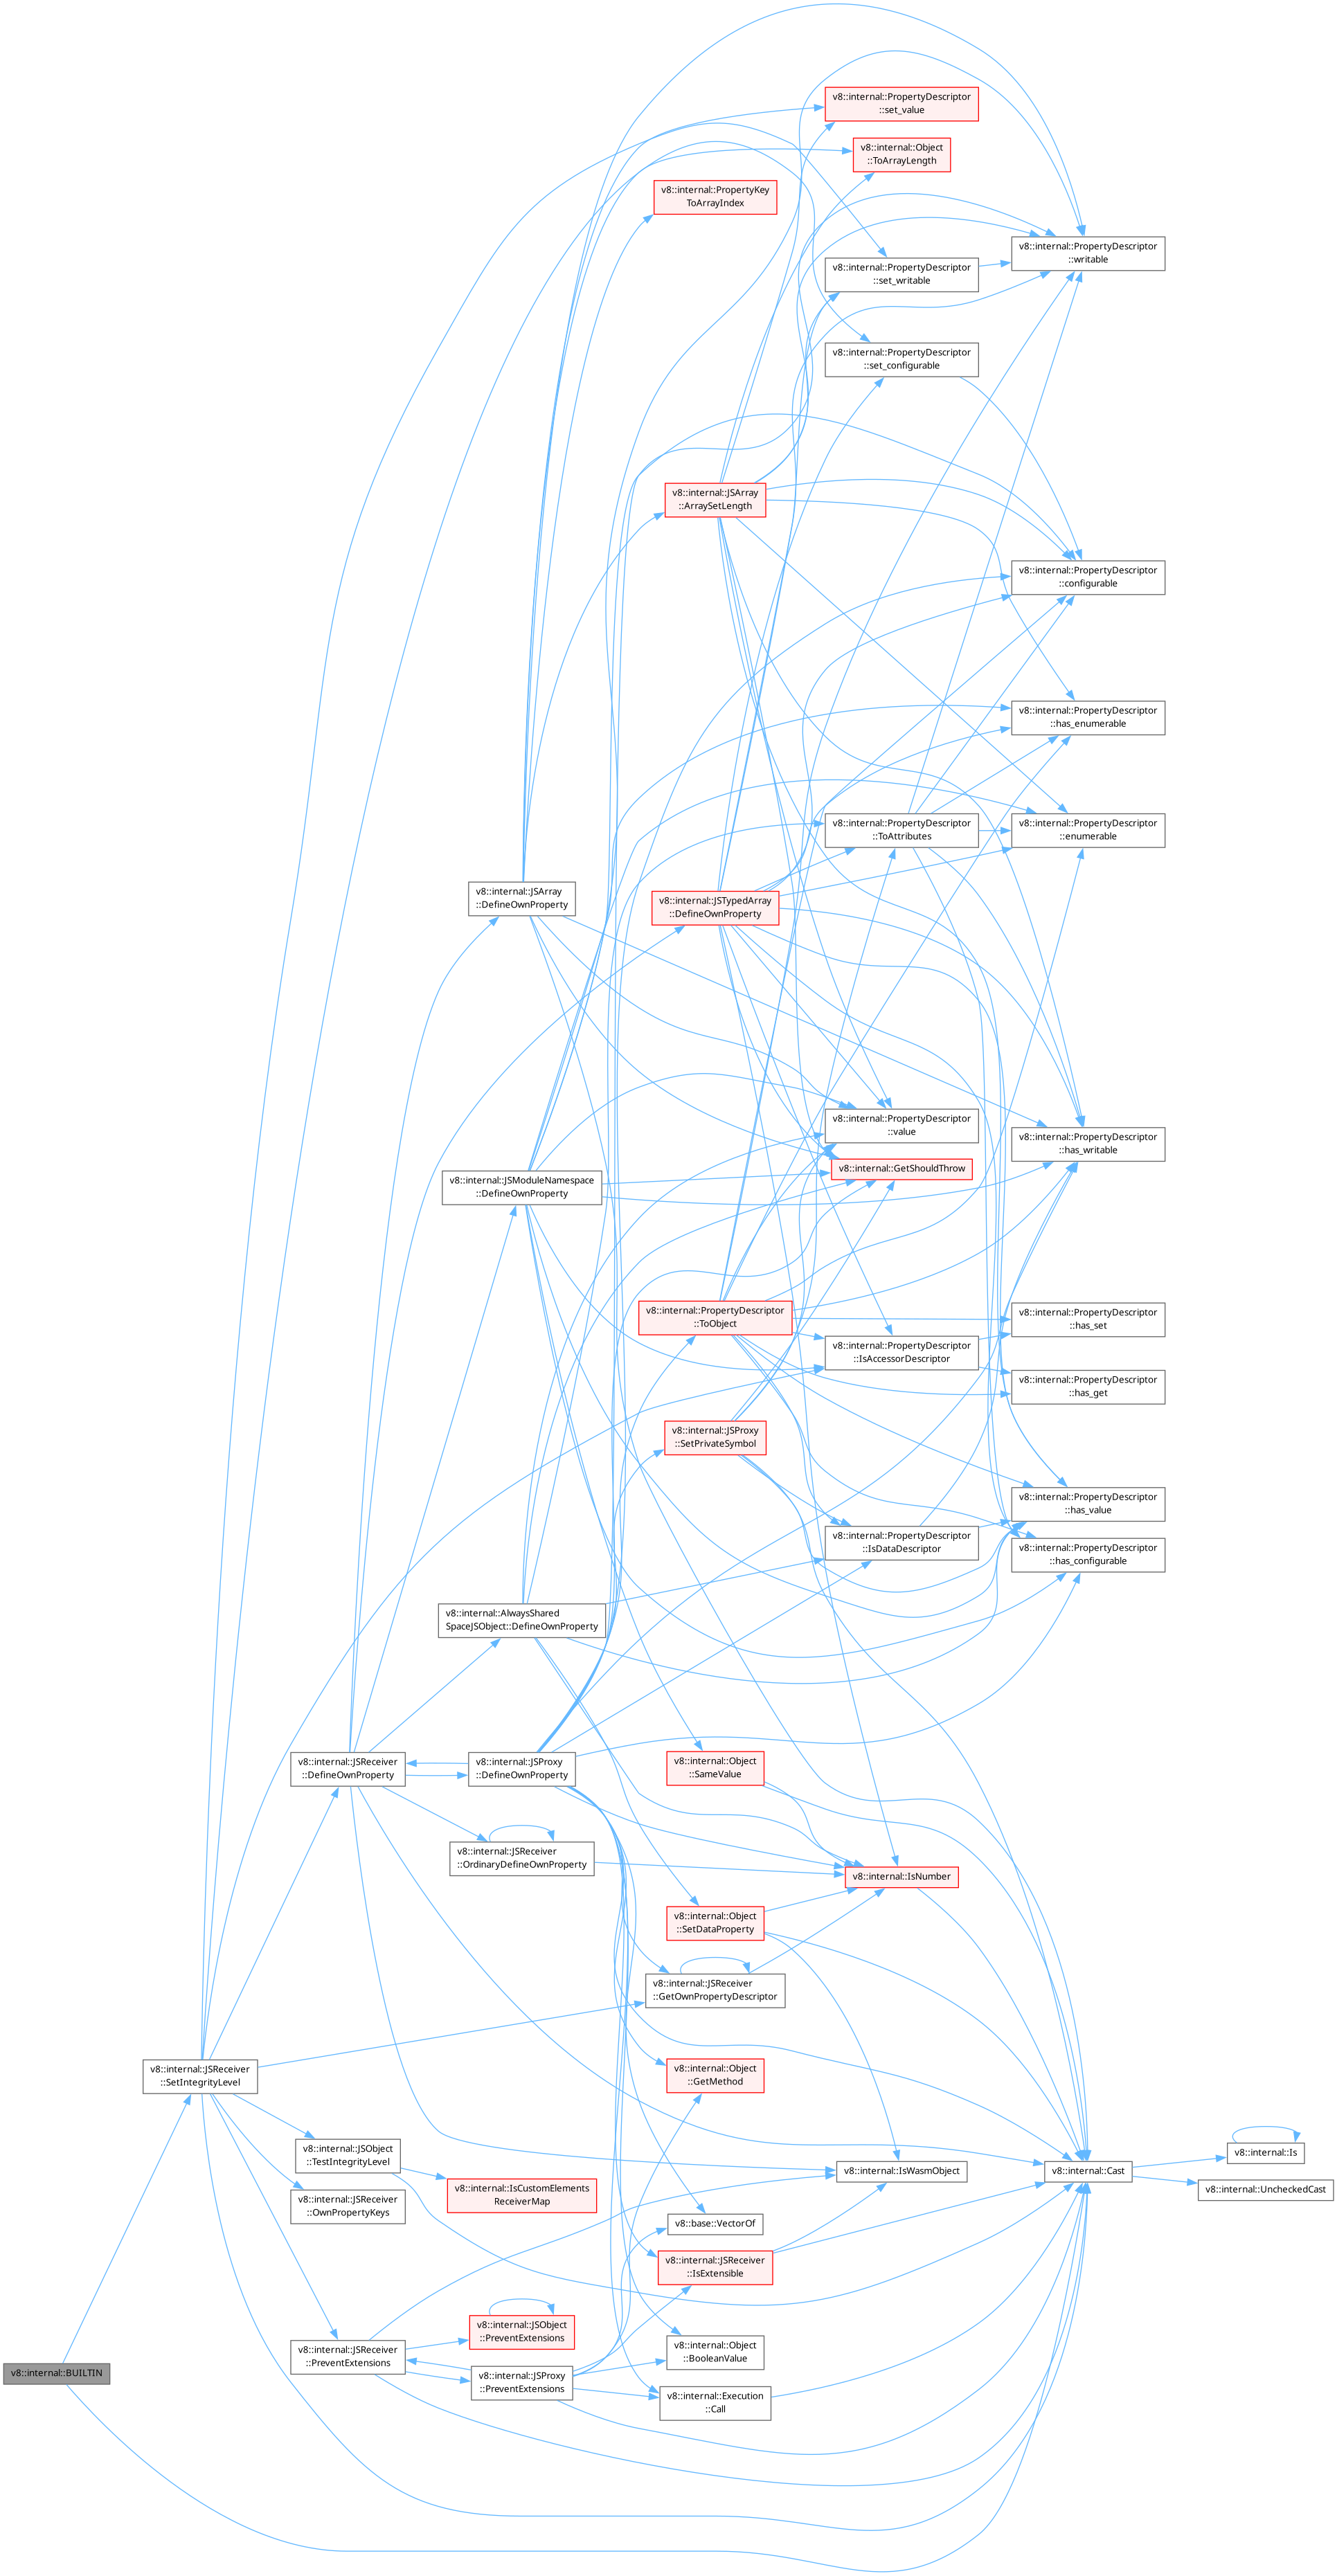 v8::internal::BUILTIN
v8::internal::JSReceiver
::SetIntegrityLevel
v8::internal::JSReceiver
::DefineOwnProperty
v8::internal::JSObject
::TestIntegrityLevel
v8::internal::JSReceiver
::OwnPropertyKeys
v8::internal::JSReceiver
::PreventExtensions
v8::internal::JSArray
::DefineOwnProperty
v8::internal::JSModuleNamespace
::DefineOwnProperty
v8::internal::AlwaysShared
SpaceJSObject::DefineOwnProperty
v8::internal::JSProxy
::DefineOwnProperty
v8::internal::JSReceiver
::OrdinaryDefineOwnProperty
v8::internal::IsCustomElements
ReceiverMap
v8::internal::JSObject
::PreventExtensions
v8::internal::JSProxy
::PreventExtensions
v8::internal::PropertyKey
ToArrayIndex
v8::internal::JSArray
::ArraySetLength
v8::internal::JSTypedArray
::DefineOwnProperty
v8::internal::PropertyDescriptor
::ToObject
v8::internal::JSProxy
::SetPrivateSymbol
v8::internal::Object
::SameValue
v8::internal::Object
::SetDataProperty
v8::internal::JSReceiver
::GetOwnPropertyDescriptor
v8::internal::Object
::GetMethod
v8::base::VectorOf
v8::internal::JSReceiver
::IsExtensible
v8::internal::Object
::BooleanValue
v8::internal::Execution
::Call
v8::internal::PropertyDescriptor
::set_value
v8::internal::Object
::ToArrayLength
v8::internal::PropertyDescriptor
::set_writable
v8::internal::PropertyDescriptor
::set_configurable
v8::internal::PropertyDescriptor
::ToAttributes
v8::internal::PropertyDescriptor
::value
v8::internal::GetShouldThrow
v8::internal::PropertyDescriptor
::IsAccessorDescriptor
v8::internal::PropertyDescriptor
::IsDataDescriptor
v8::internal::IsNumber
v8::internal::IsWasmObject
v8::internal::PropertyDescriptor
::writable
v8::internal::PropertyDescriptor
::configurable
v8::internal::PropertyDescriptor
::has_enumerable
v8::internal::PropertyDescriptor
::enumerable
v8::internal::PropertyDescriptor
::has_writable
v8::internal::PropertyDescriptor
::has_set
v8::internal::PropertyDescriptor
::has_get
v8::internal::PropertyDescriptor
::has_value
v8::internal::PropertyDescriptor
::has_configurable
v8::internal::Cast
v8::internal::Is
v8::internal::UncheckedCast